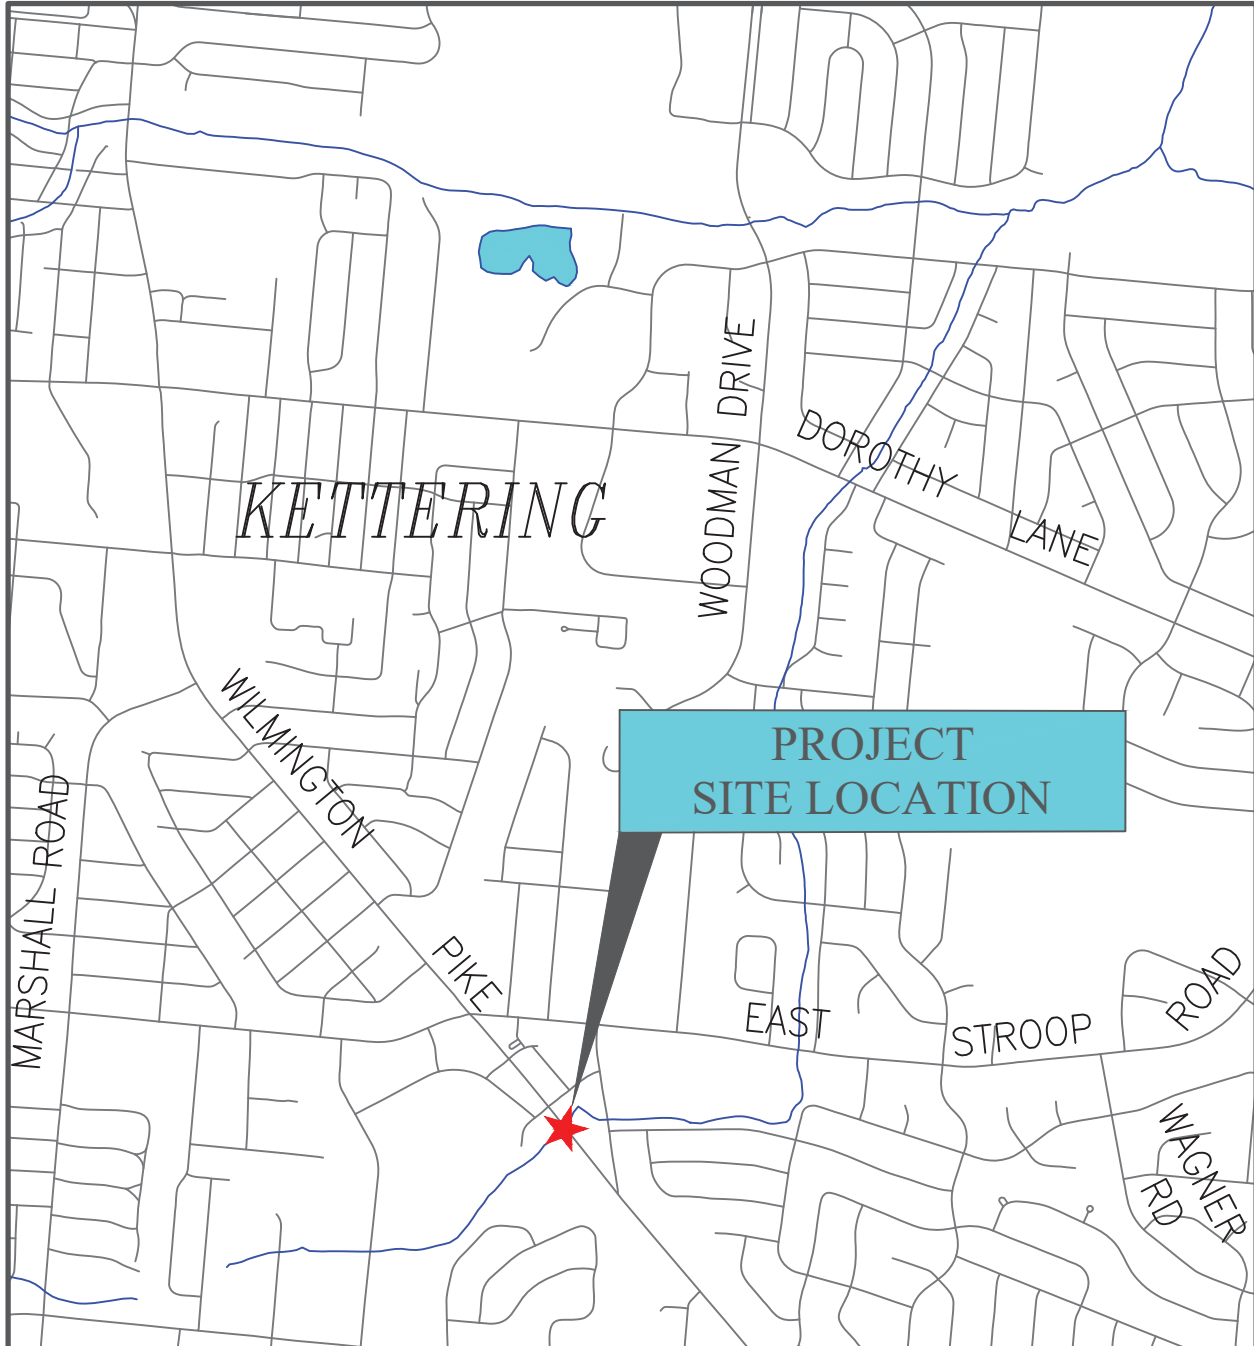 WOODMAN DRIVE
DOROTHY
LANE
KETTERING
WILMINGTON
PIKE
PROJECT
SITE LOCATION
MARSHALL ROAD
EAST
STROOP
ROAD
WAGNER
RD